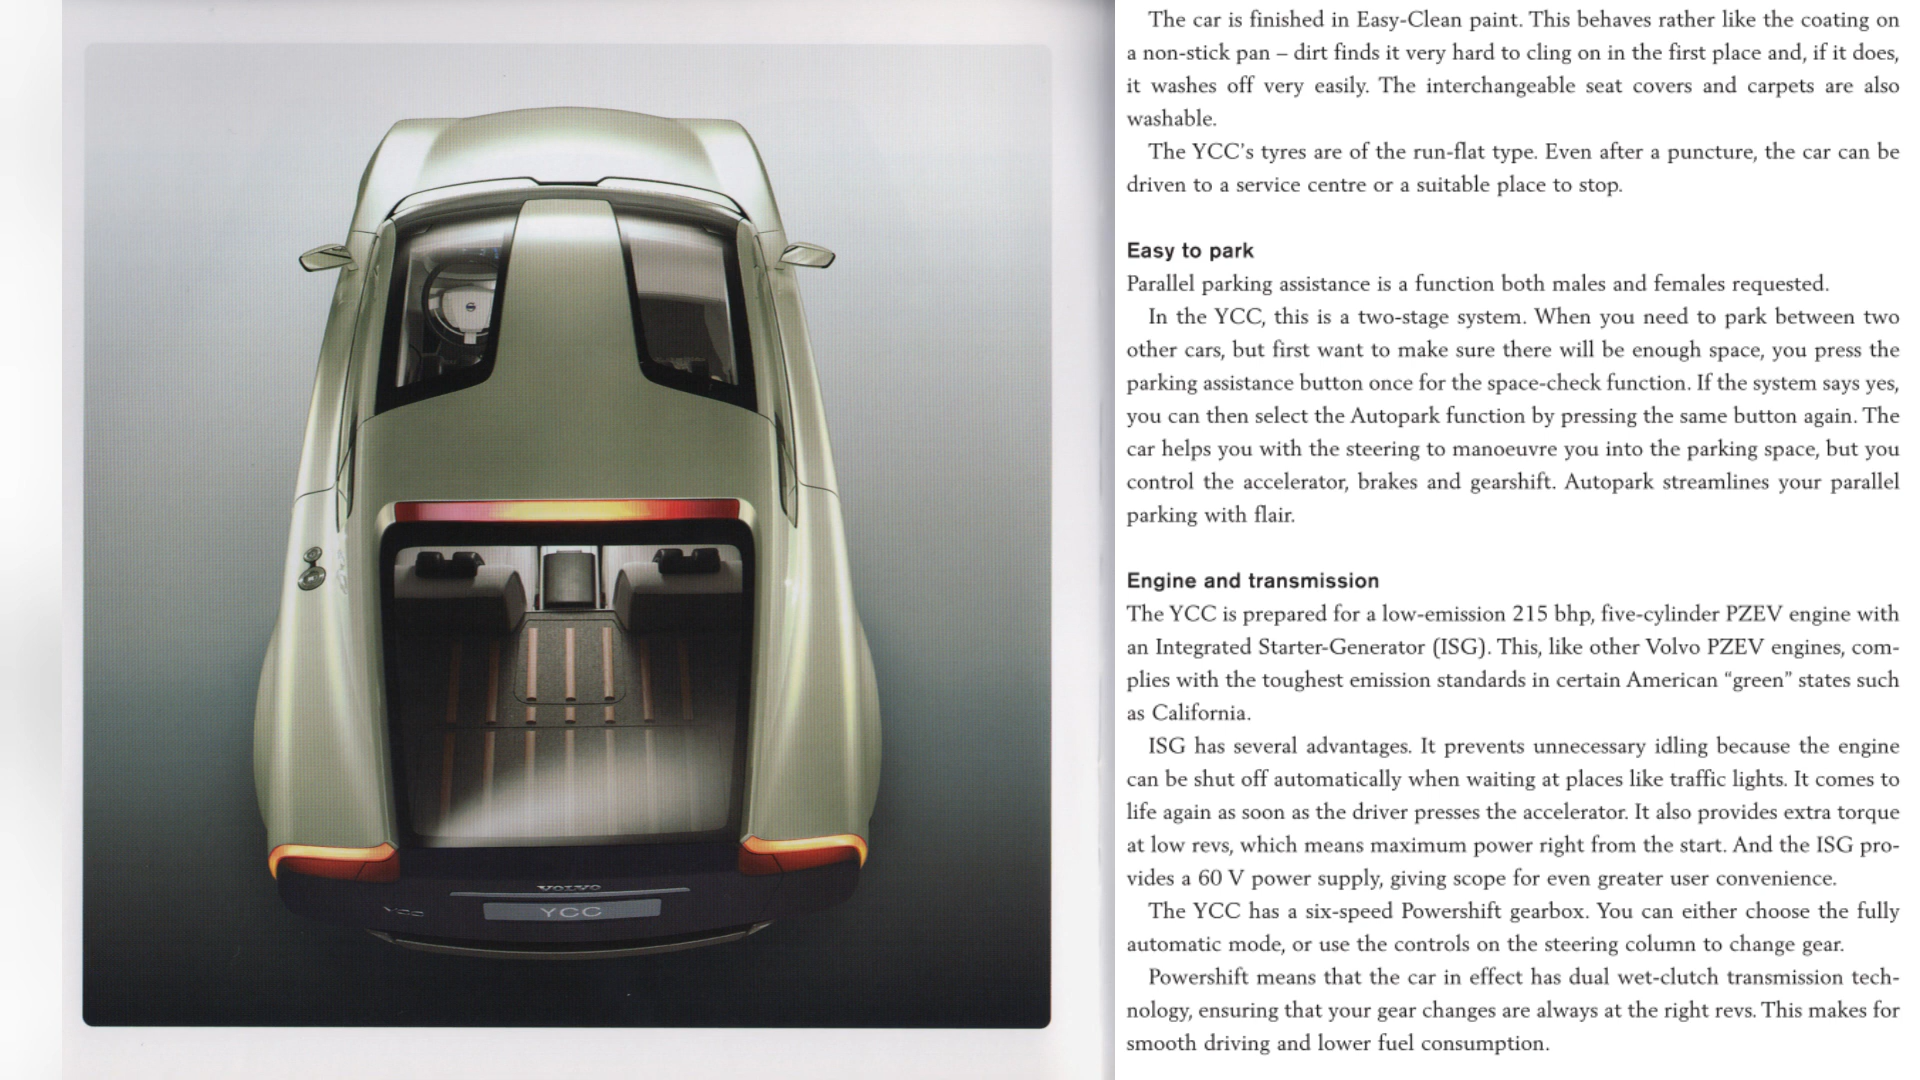 VOLVO
YCC
The car is finished in Easy-Clean paint. This behaves rather like the coating on
a non-stick pan – dirt finds it very hard to cling on in the first place and, if it does,
it washes off very easily. The interchangeable seat covers and carpets are also
washable.
The YCC's tyres are of the run-flat type. Even after a puncture, the car can be
driven to a service centre or a suitable place to stop.
Easy to park
Parallel parking assistance is a function both males and females requested.
In the YCC, this is a two-stage system. When you need to park between two
other cars, but first want to make sure there will be enough space, you press the
parking assistance button once for the space-check function. If the system says yes,
you can then select the Autopark function by pressing the same button again. The
car helps you with the steering to manoeuvre you into the parking space, but you
control the accelerator, brakes and gearshift. Autopark streamlines your parallel
parking with flair.
Engine and transmission
The YCC is prepared for a low-emission 215 bhp, five-cylinder PZEV engine with
an Integrated Starter-Generator (ISG). This, like other Volvo PZEV engines, com-
plies with the toughest emission standards in certain American “green” states such
as California.
ISG has several advantages. It prevents unnecessary idling because the engine
can be shut off automatically when waiting at places like traffic lights. It comes to
life again as soon as the driver presses the accelerator. It also provides extra torque
at low revs, which means maximum power right from the start. And the ISG pro-
vides a 60 V power supply, giving scope for even greater user convenience.
The YCC has a six-speed Powershift gearbox. You can either choose the fully
automatic mode, or use the controls on the steering column to change gear.
Powershift means that the car in effect has dual wet-clutch transmission tech-
nology, ensuring that your gear changes are always at the right revs. This makes for
smooth driving and lower fuel consumption.